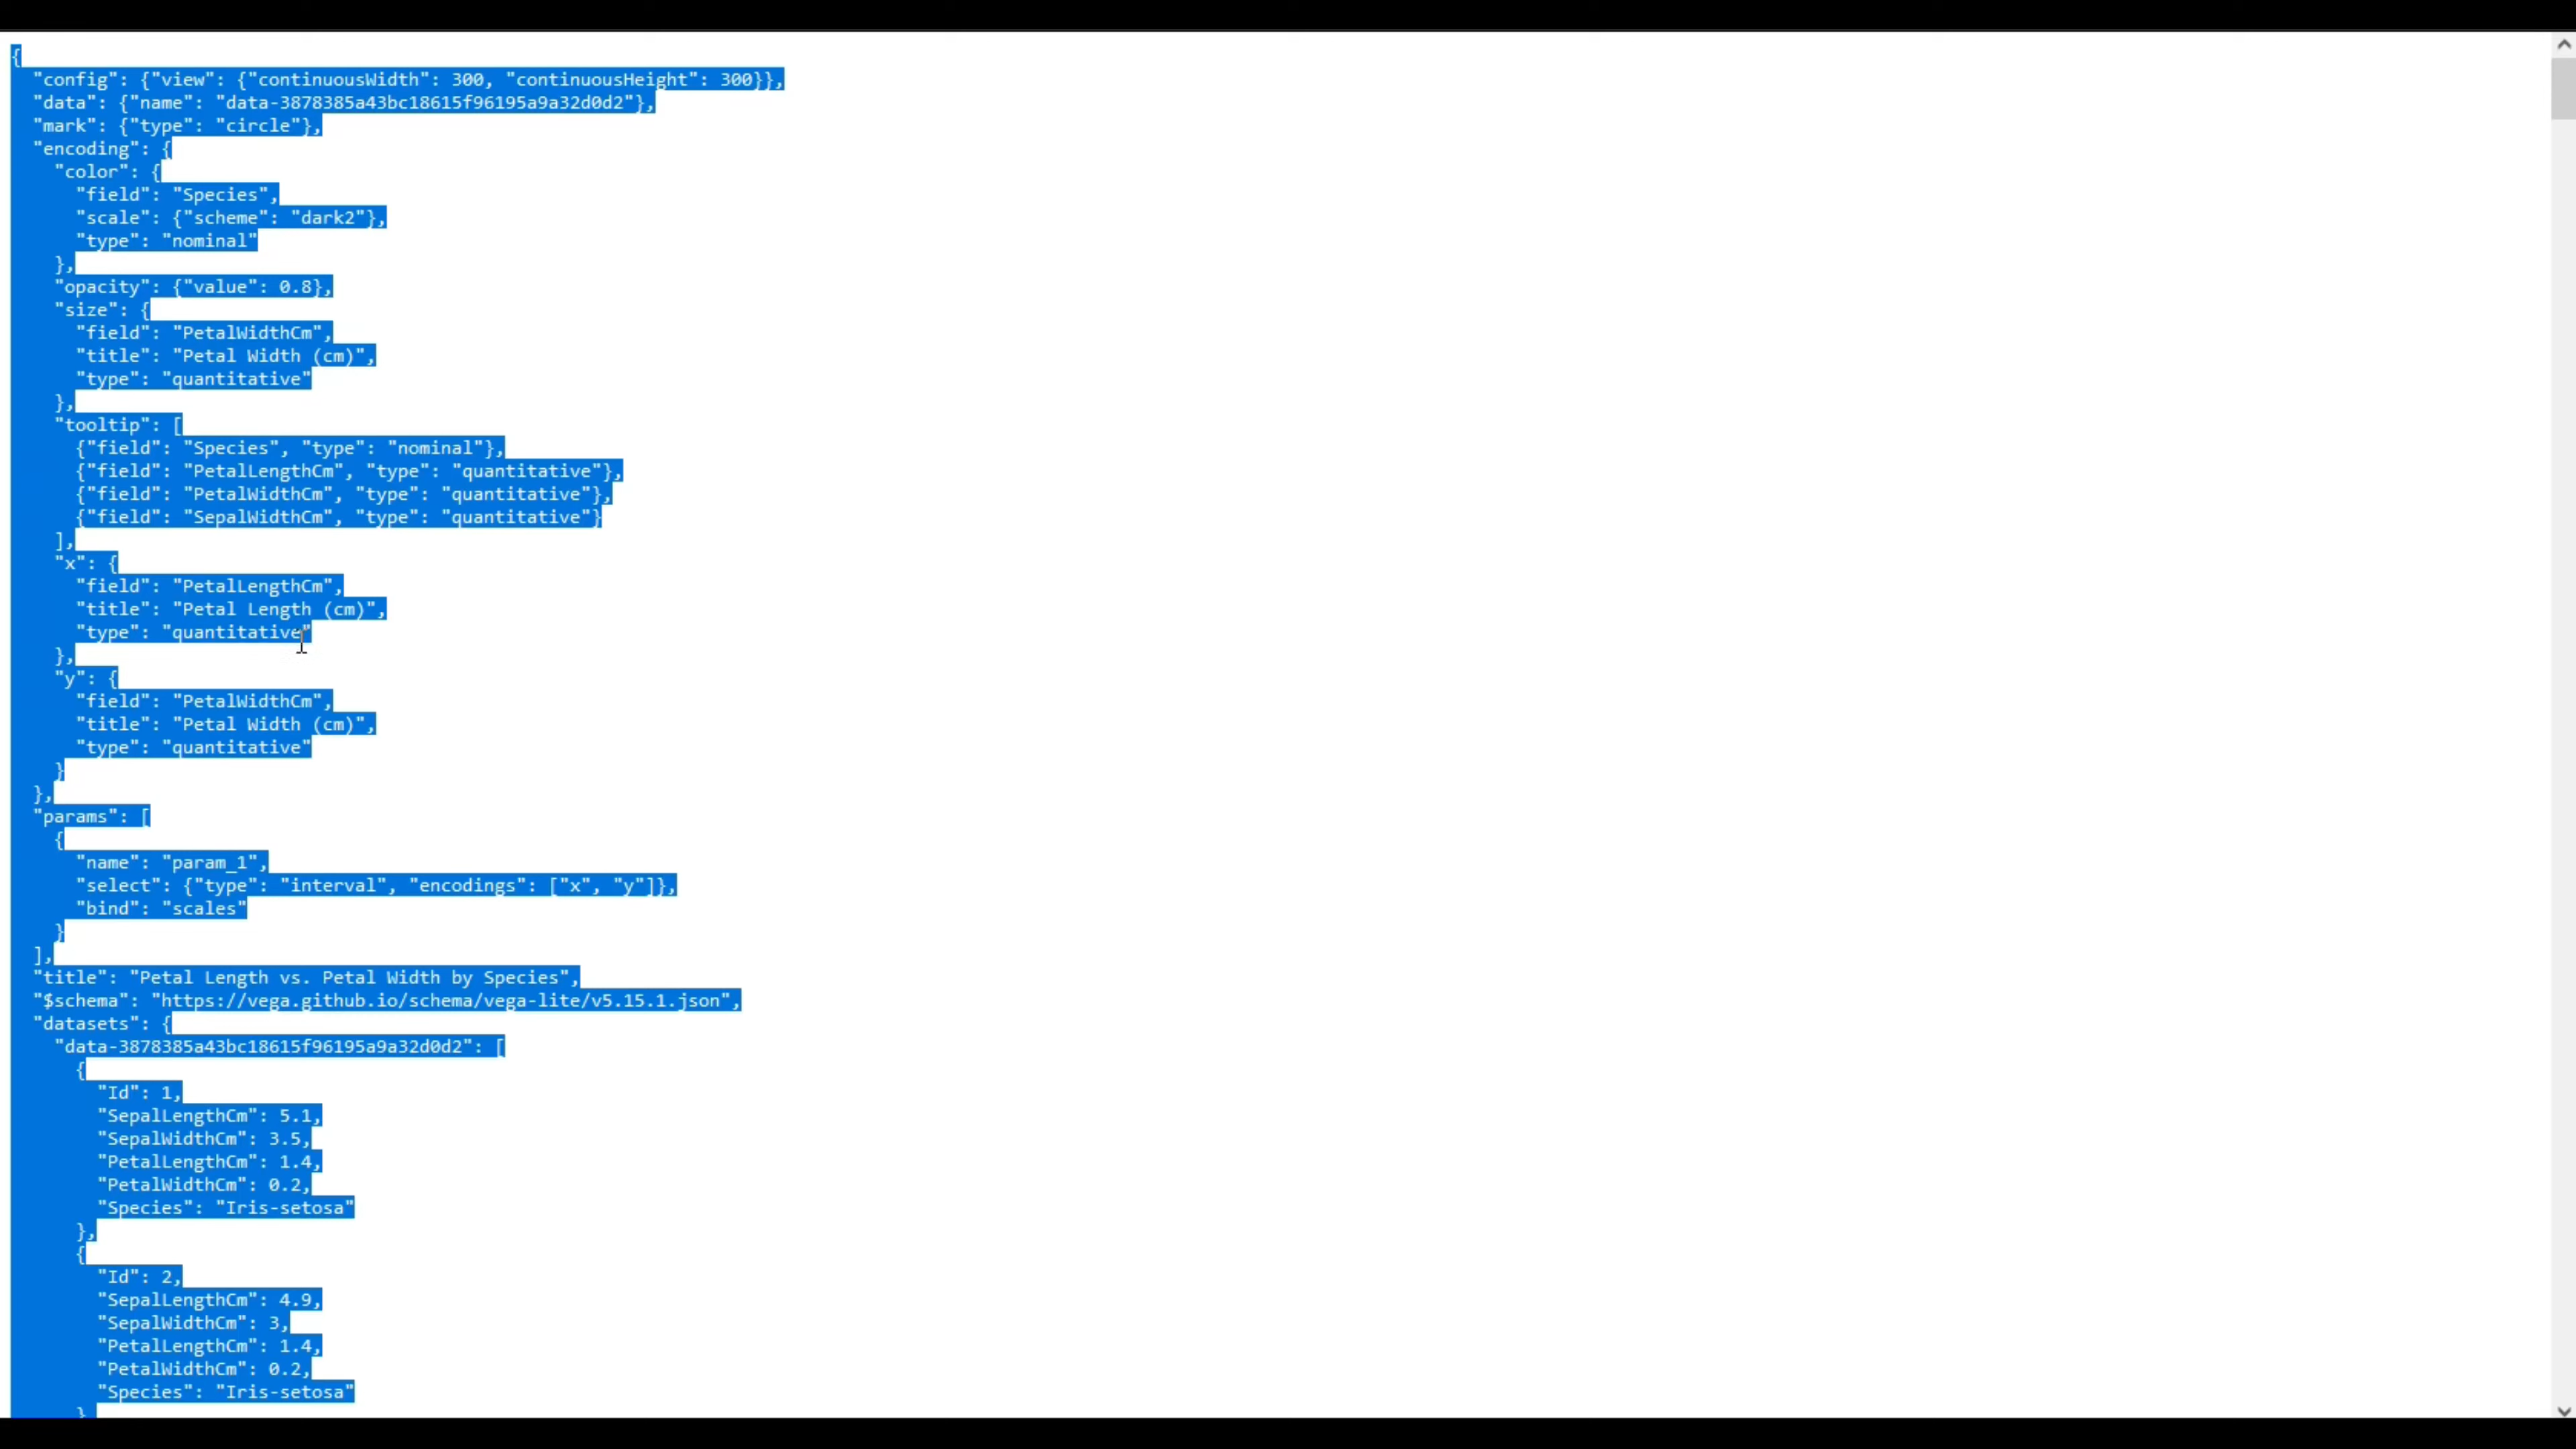 {
  "config": {"view": {"continuousWidth": 300, "continuousHeight": 300}},
  "data": {"name": "data-3878385a43bc18615f96195a9a32d0d2"},
  "mark": {"type": "circle"},
  "encoding": {
    "color": {
      "field": "Species",
      "scale": {"scheme": "dark2"},
      "type": "nominal"
    },
    "opacity": {"value": 0.8},
    "size": {
      "field": "PetalWidthCm",
      "title": "Petal Width (cm)",
      "type": "quantitative"
    },
    "tooltip": [
      {"field": "Species", "type": "nominal"},
      {"field": "PetalLengthCm", "type": "quantitative"},
      {"field": "PetalWidthCm", "type": "quantitative"},
      {"field": "SepalWidthCm", "type": "quantitative"}
    ],
    "x": {
      "field": "PetalLengthCm",
      "title": "Petal Length (cm)",
      "type": "quantitative"
    },
    "y": {
      "field": "PetalWidthCm",
      "title": "Petal Width (cm)",
      "type": "quantitative"
    }
  },
  "params": [
    {
      "name": "param_1",
      "select": {"type": "interval", "encodings": ["x", "y"]},
      "bind": "scales"
    }
  ],
  "title": "Petal Length vs. Petal Width by Species",
  "$schema": "https://vega.github.io/schema/vega-lite/v5.15.1.json",
  "datasets": {
    "data-3878385a43bc18615f96195a9a32d0d2": [
      {
        "Id": 1,
        "SepalLengthCm": 5.1,
        "SepalWidthCm": 3.5,
        "PetalLengthCm": 1.4,
        "PetalWidthCm": 0.2,
        "Species": "Iris-setosa"
      },
      {
        "Id": 2,
        "SepalLengthCm": 4.9,
        "SepalWidthCm": 3,
        "PetalLengthCm": 1.4,
        "PetalWidthCm": 0.2,
        "Species": "Iris-setosa"
      }